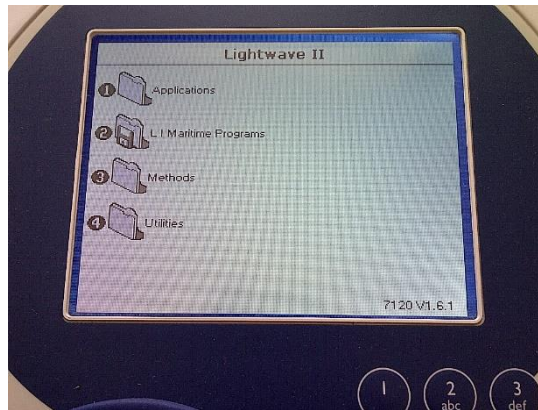 Lightwave II
1 Applications
2 L I Maritime Programs
3 Methods
4 Utilities
7120 V1.6.1
1
2
abc
3
def